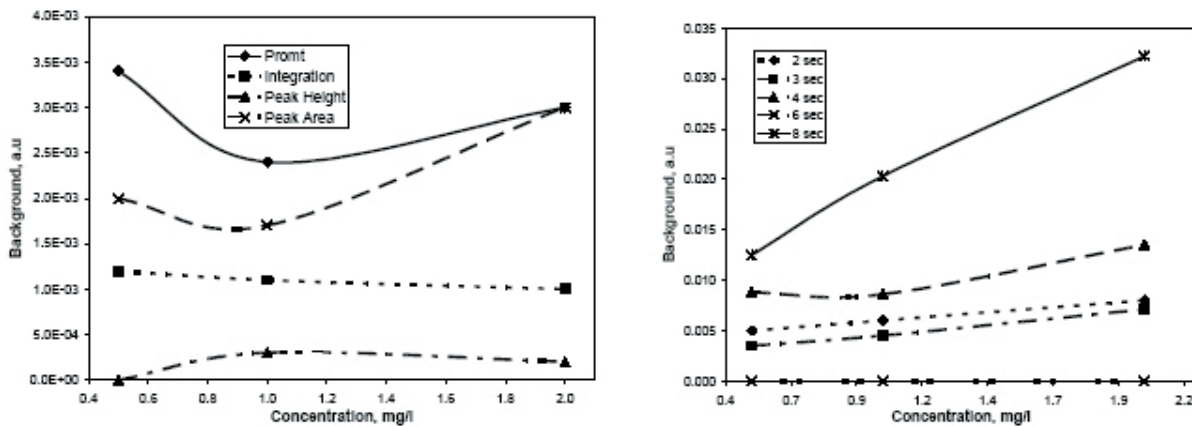 4.0E-03
3.5E-03
3.0E-03
2.5E-03
2.0E-03
1.5E-03
1.0E-03
5.0E-04
0.0E+00
Background, a.u
Promt
Integration
Peak Height
Peak Area
0.4 0.6 0.8 1.0 1.2 1.4 1.6 1.8 2.0
Concentration, mg/l
0.035
0.030
0.025
0.020
0.015
0.010
0.005
0.000
Background, a.u
2 sec
3 sec
4 sec
6 sec
8 sec
0.4 0.9 1.2 1.4 1.7 1.9 2.2
Concentration, mg/l